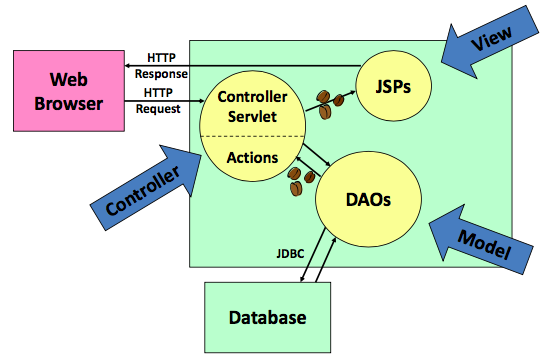 View
HTTP
Response
Web
Browser
HTTP
Request
Controller
Servlet
JSPs
Actions
Controller
DAOs
Model
JDBC
Database